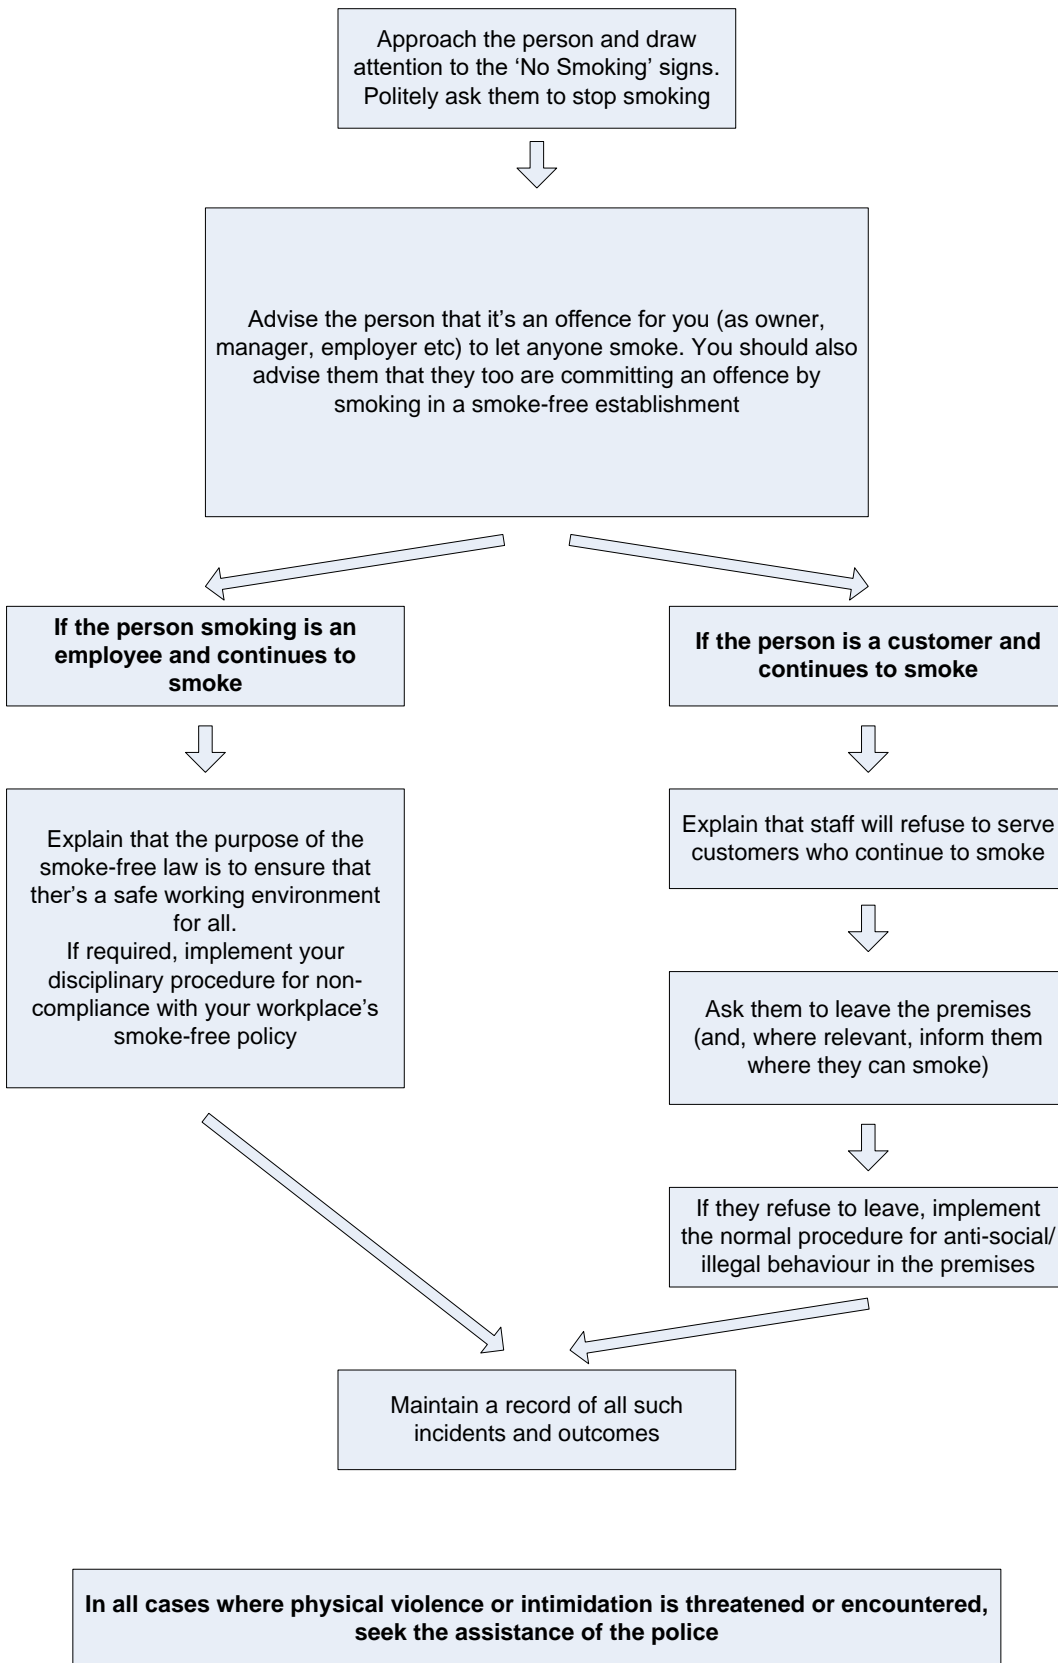 Approach the person and draw
attention to the ‘No Smoking’ signs.
Politely ask them to stop smoking
Advise the person that it’s an offence for you (as owner,
manager, employer etc) to let anyone smoke. You should also
advise them that they too are committing an offence by
smoking in a smoke-free establishment
If the person smoking is an
employee and continues to
smoke
Explain that the purpose of the
smoke-free law is to ensure that
ther’s a safe working environment
for all.
If required, implement your
disciplinary procedure for non-
compliance with your workplace’s
smoke-free policy
If the person is a customer and
continues to smoke
Explain that staff will refuse to serve
customers who continue to smoke
Ask them to leave the premises
(and, where relevant, inform them
where they can smoke)
If they refuse to leave, implement
the normal procedure for anti-social/
illegal behaviour in the premises
Maintain a record of all such
incidents and outcomes
In all cases where physical violence or intimidation is threatened or encountered,
seek the assistance of the police